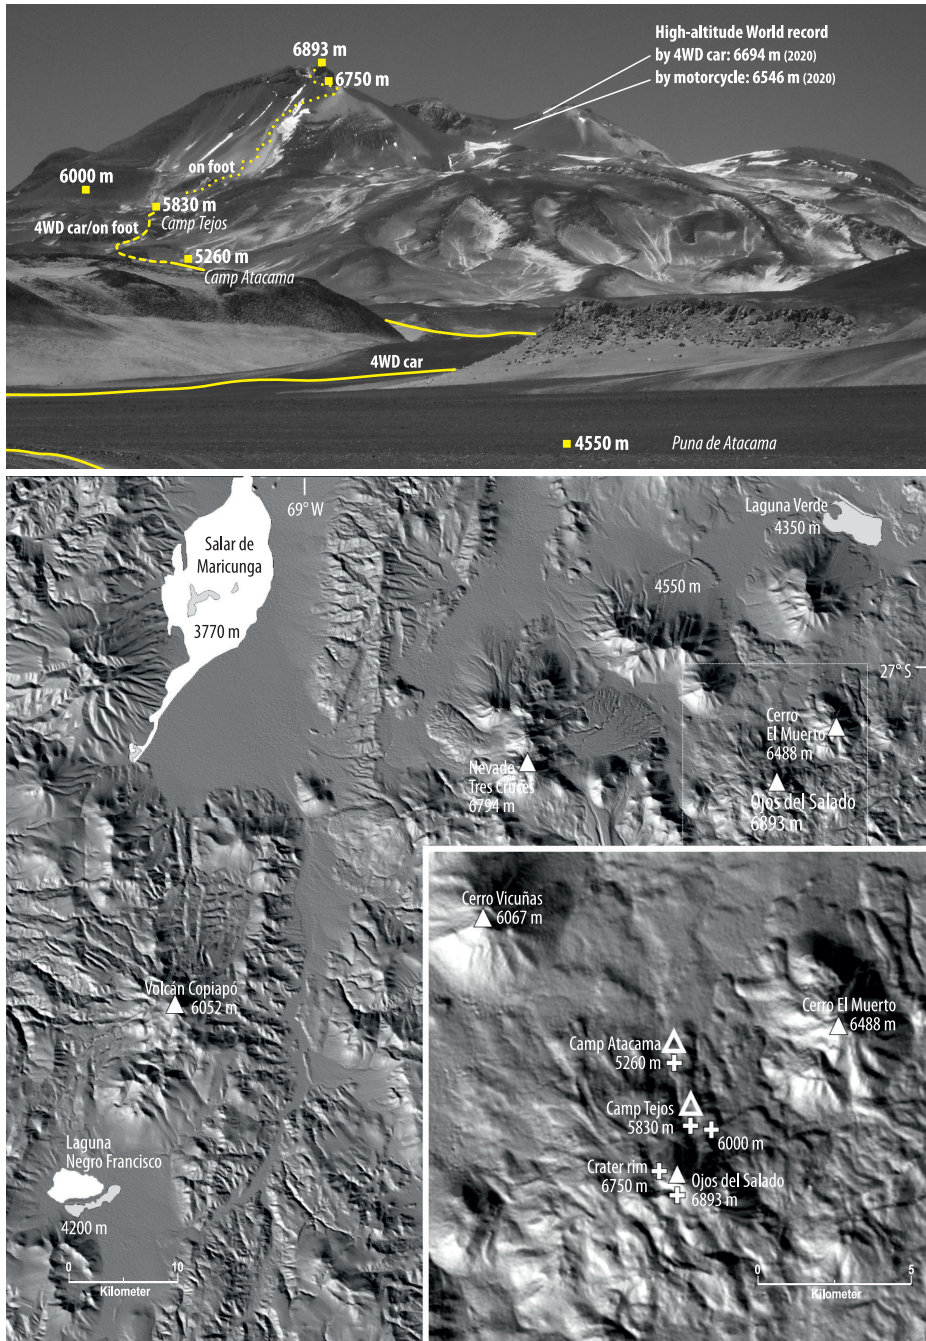 High-altitude World record
by 4WD car: 6694 m (2020)
by motorcycle: 6546 m (2020)
6893 m
6750 m
on foot
6000 m
5830 m
Camp Tejos
4WD car/on foot
5260 m
Camp Atacama
4WD car
4550 m
Puna de Atacama
69° W
Laguna Verde
4350 m
Salar de
Maricunga
3770 m
4550 m
27° S
Cerro
El Muerto
6488 m
Nevado
Tres Cruces
6794 m
Ojos del Salado
6893 m
Volcán Copiapó
6052 m
Laguna
Negro Francisco
4200 m
0 10
Kilometer
Cerro Vicuñas
6067 m
Cerro El Muerto
6488 m
Camp Atacama
5260 m
Camp Tejos
5830 m
6000 m
Crater rim
6750 m
Ojos del Salado
6893 m
0 5
Kilometer